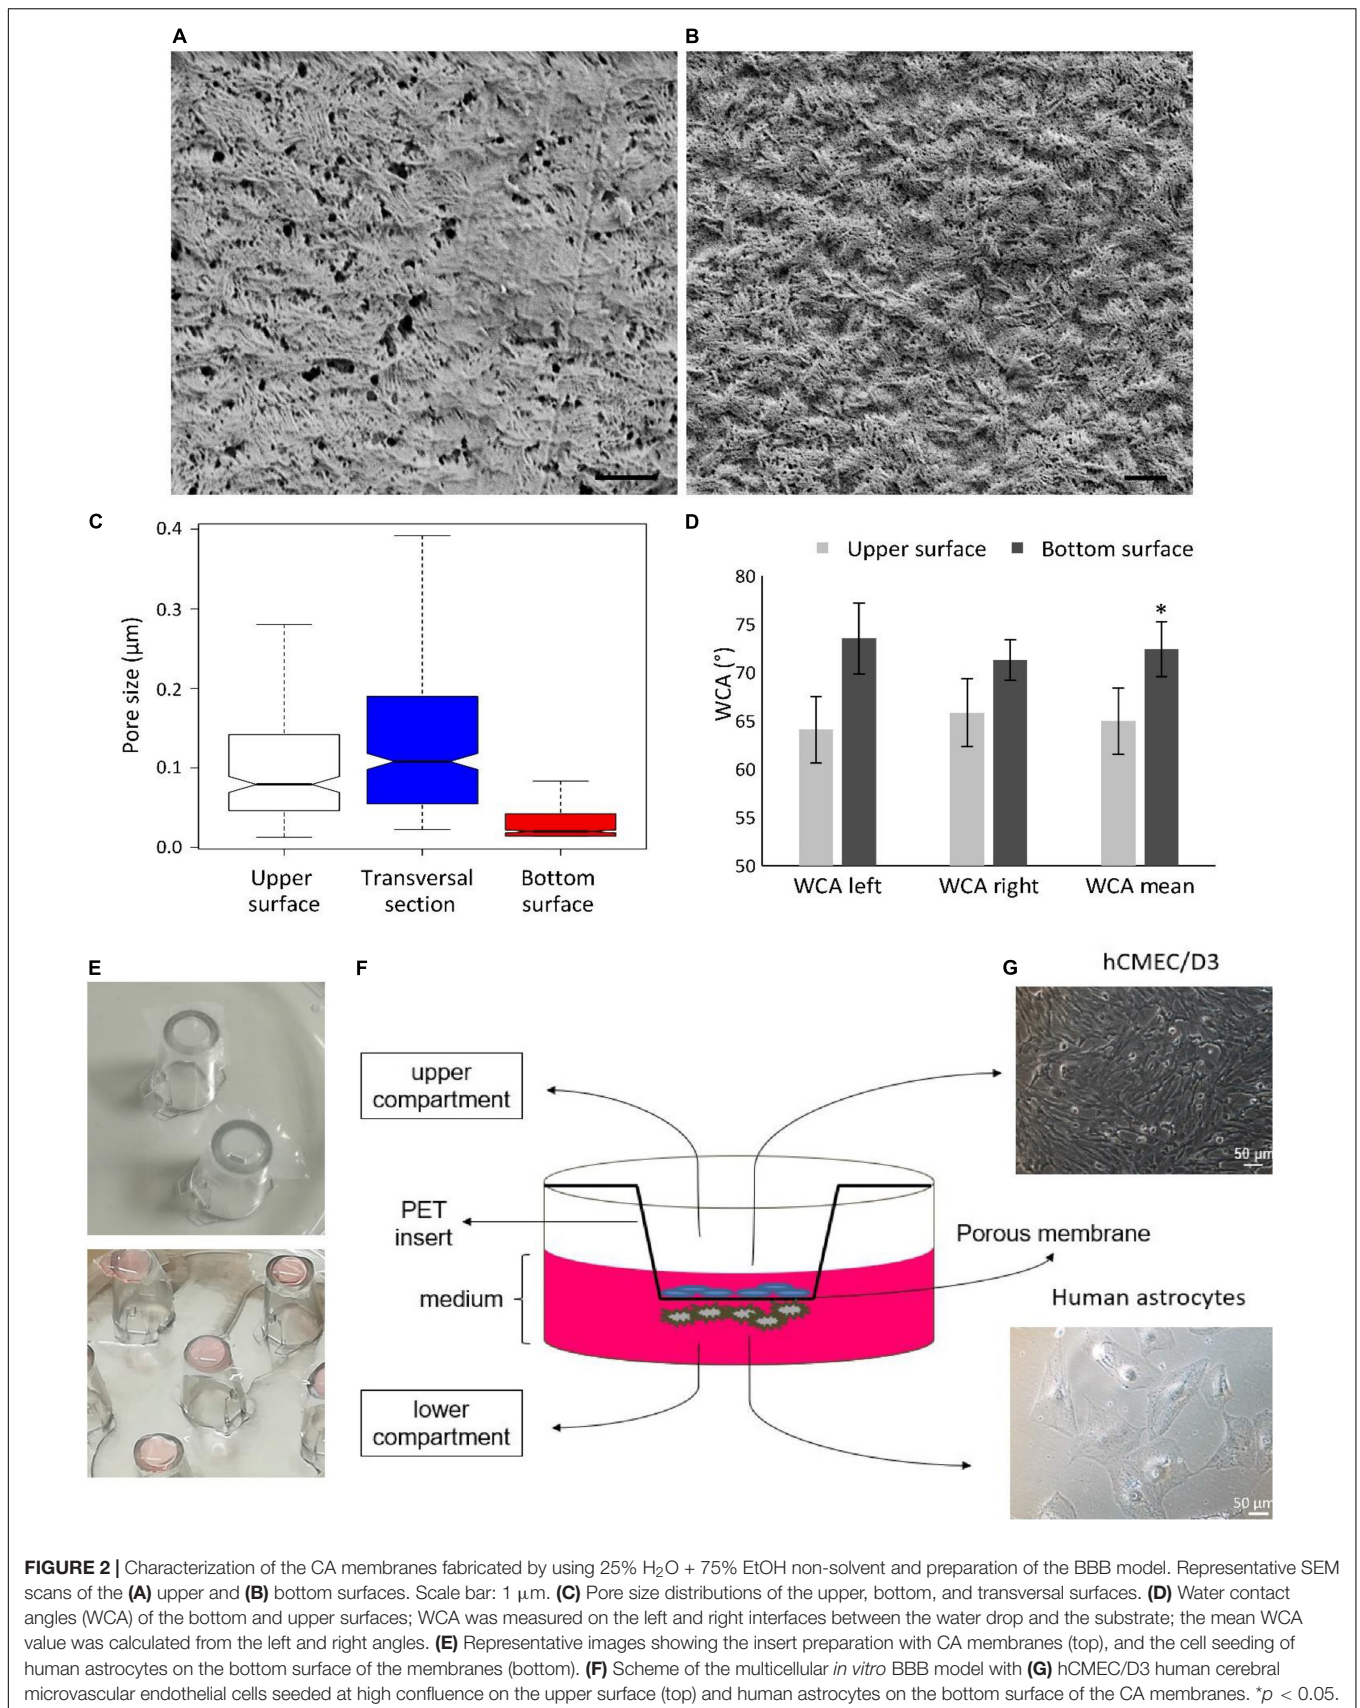 A
B
C
0.4
0.3
0.2
0.1
0.0
Pore size (μm)
Upper
surface
Transversal
section
Bottom
surface
D
Upper surface
Bottom surface
80
75
70
65
60
55
50
WCA (°)
*
WCA left
WCA right
WCA mean
E
F
G
hCMEC/D3
50 μm
upper
compartment
PET
insert
medium
lower
compartment
Porous membrane
Human astrocytes
50 μm
FIGURE 2 | Characterization of the CA membranes fabricated by using 25% H₂O + 75% EtOH non-solvent and preparation of the BBB model. Representative SEM
scans of the (A) upper and (B) bottom surfaces. Scale bar: 1 μm. (C) Pore size distributions of the upper, bottom, and transversal surfaces. (D) Water contact
angles (WCA) of the bottom and upper surfaces; WCA was measured on the left and right interfaces between the water drop and the substrate; the mean WCA
value was calculated from the left and right angles. (E) Representative images showing the insert preparation with CA membranes (top), and the cell seeding of
human astrocytes on the bottom surface of the membranes (bottom). (F) Scheme of the multicellular in vitro BBB model with (G) hCMEC/D3 human cerebral
microvascular endothelial cells seeded at high confluence on the upper surface (top) and human astrocytes on the bottom surface of the CA membranes. *p < 0.05.